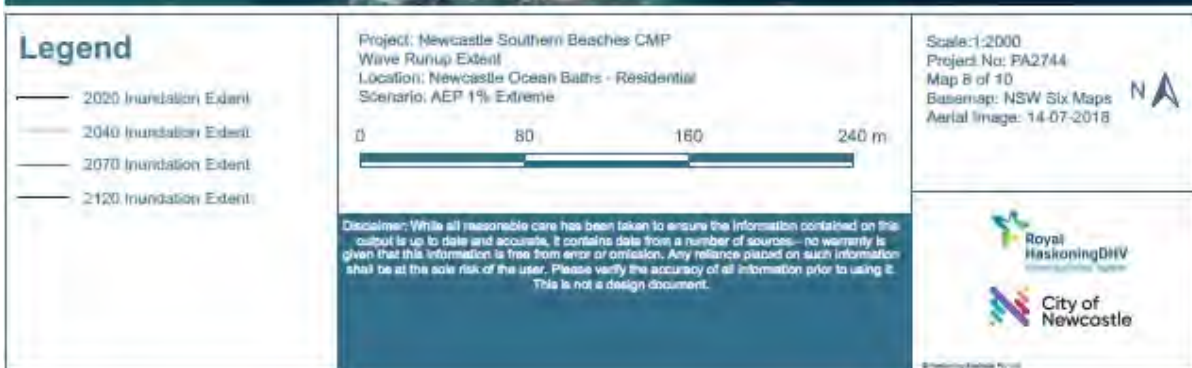 Legend
2020 Inundation Extent
2040 Inundation Extent
2070 Inundation Extent
2120 Inundation Extent
Project: Newcastle Southern Beaches CMP
Wave Runup Extent
Location: Newcastle Ocean Baths - Residential
Scenario: AEP 1% Extreme
0 80 160 240 m
Disclaimer: While all reasonable care has been taken to ensure the information contained on this
output is up to date and accurate, it contains data from a number of sources - no warranty is
given that this information is free from error or omission. Any reliance placed on such information
shall be at the sole risk of the user. Please verify the accuracy of all information prior to using it.
This is not a design document.
Scale:1:2000
Project No: PA2744
Map 8 of 10
Basemap: NSW Six Maps
Aerial Image: 14-07-2018
N
Royal
HaskoningDHV
City of
Newcastle